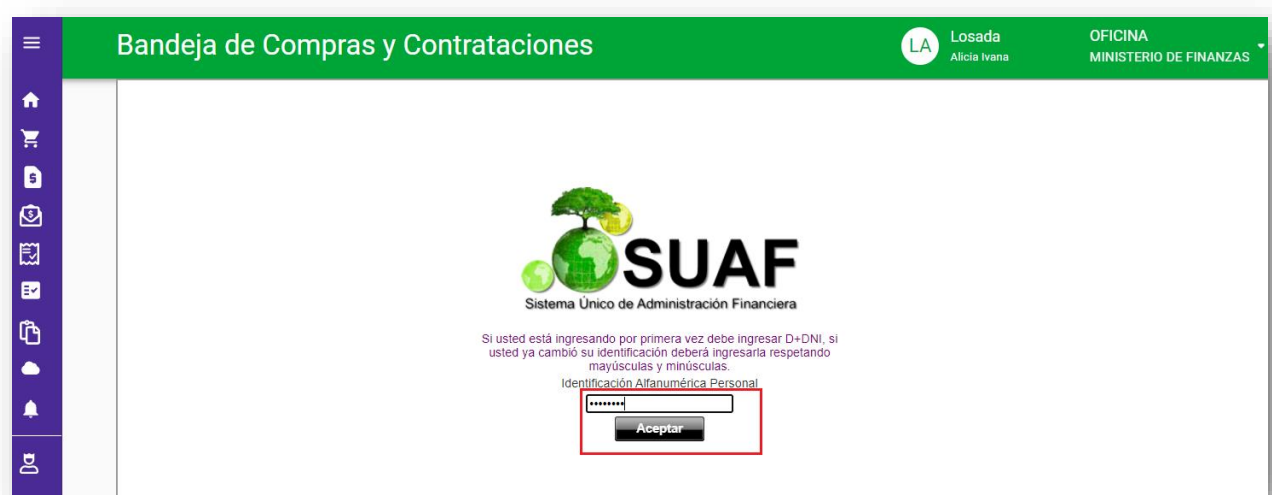 Bandeja de Compras y Contrataciones
LA
Losada
Alicia Ivana
OFICINA
MINISTERIO DE FINANZAS
SUAF
Sistema Único de Administración Financiera
Si usted está ingresando por primera vez debe ingresar D+DNI, si
usted ya cambió su identificación deberá ingresarla respetando
mayúsculas y minúsculas.
Identificación Alfanumérica Personal
••••••••
Aceptar